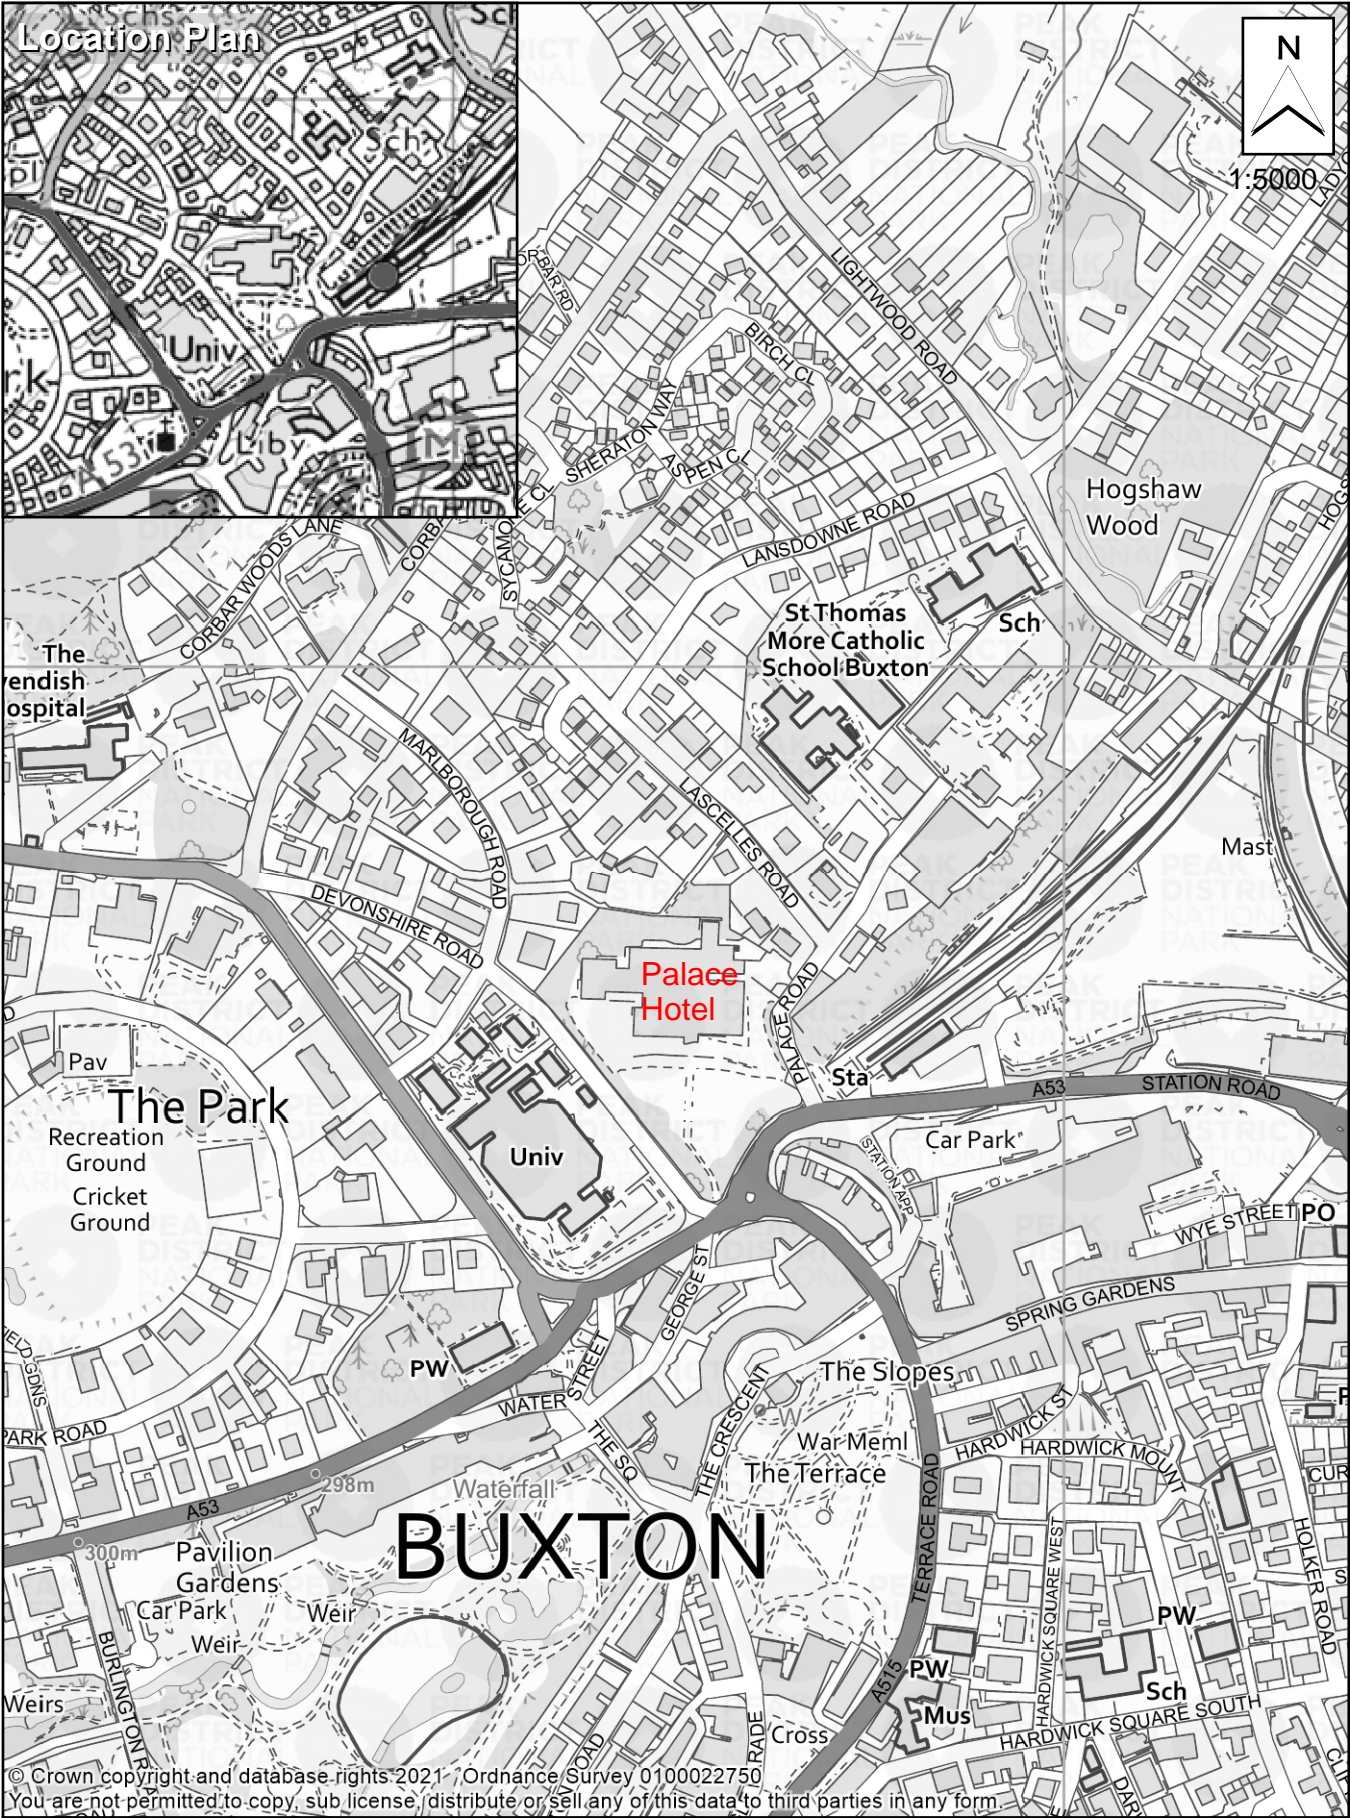 Location Plan
Schs
Sch
Sch
Univ
Liby
A 53
M
N
1:5000
LIGHTWOOD ROAD
BIRCH CL
SHERATON WAY
ASPEN CL
LANSDOWNE ROAD
Hogshaw
Wood
CORBAR WOODS LANE
St Thomas
More Catholic
School Buxton
Sch
The
vendish
ospital
MARLBOROUGH ROAD
LASCELLES ROAD
Mast
DEVONSHIRE ROAD
Palace
Hotel
PALACE ROAD
Pav
The Park
Sta
A53
STATION ROAD
Recreation
Ground
Car Park
STATION APP
Univ
Cricket
Ground
WYE STREET
PO
GEORGE ST
SPRING GARDENS
PW
The Slopes
WATER STREET
THE CRESCENT
W
PARK ROAD
THE SQ
War Meml
HARDWICK ST
HARDWICK MOUNT
The Terrace
298m
Waterfall
A53
BUXTON
300m
Pavilion
Gardens
Car Park
Weir
Weir
TERRACE ROAD
HARDWICK SQUARE WEST
HOLKER ROAD
PW
Weirs
PW
Sch
A515
Mus
Cross
HARDWICK SQUARE SOUTH
© Crown copyright and database rights 2021 Ordnance Survey 0100022750
You are not permitted to copy, sub license, distribute or sell any of this data to third parties in any form.